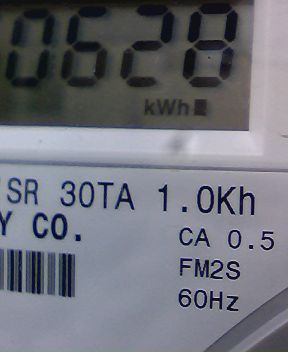 0628
kWh
SR 30TA 1.0Kh
Y CO.
CA 0.5
FM2S
60Hz